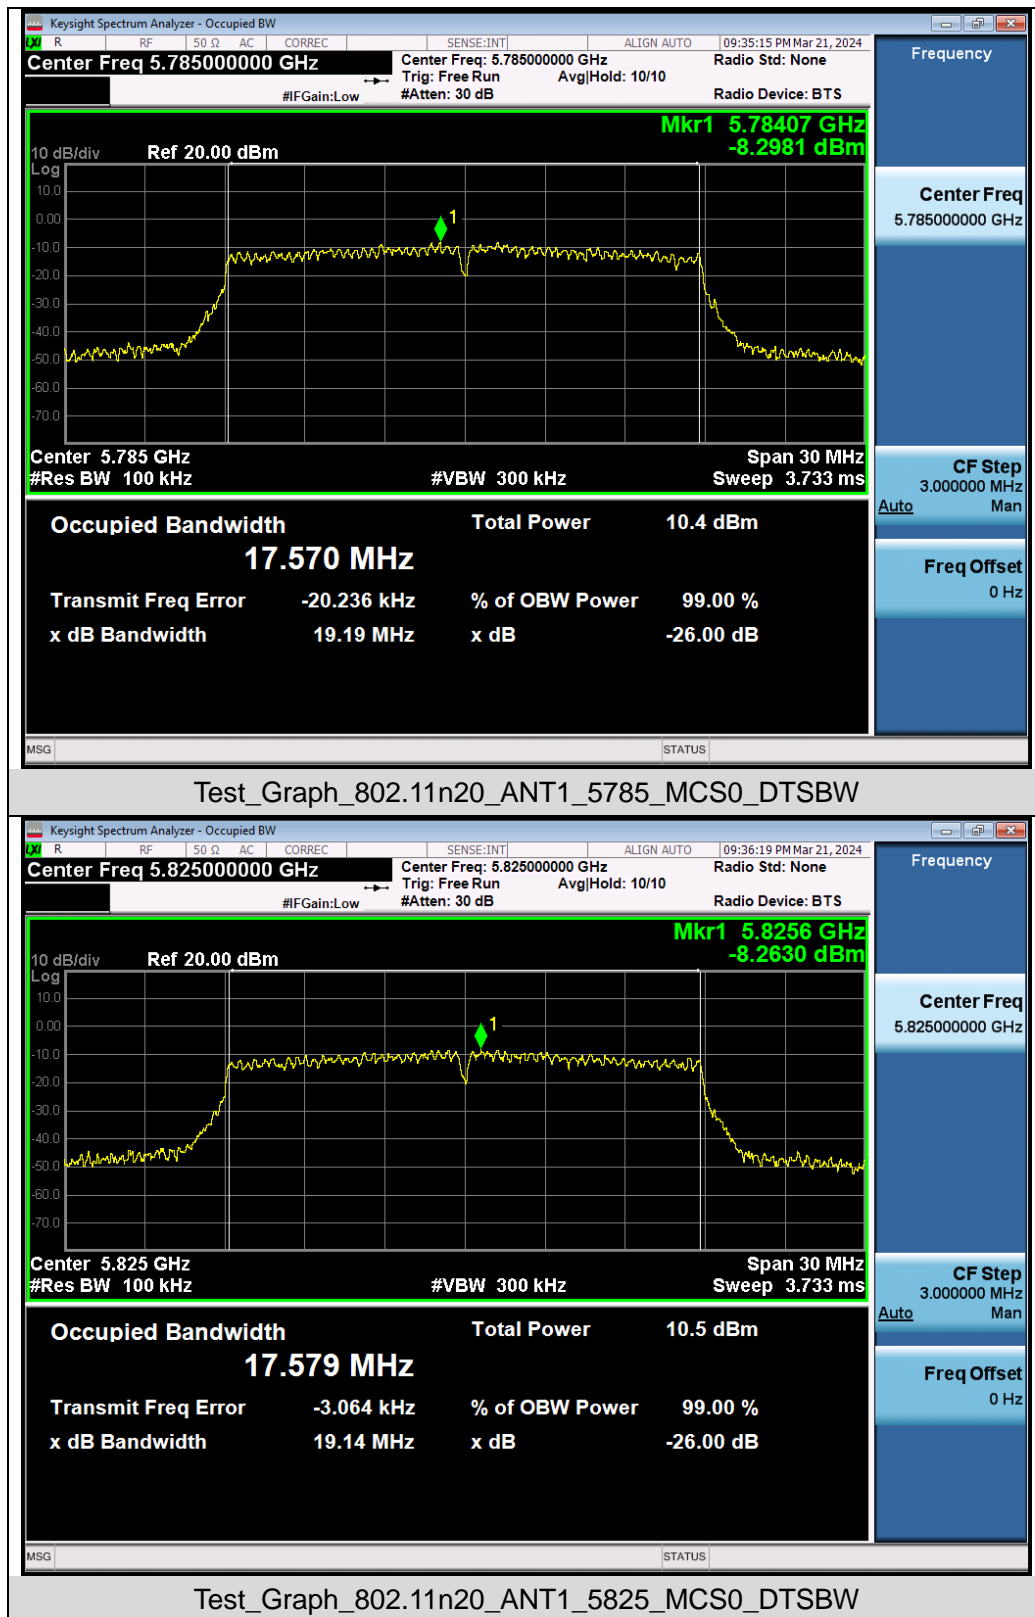 Keysight Spectrum Analyzer - Occupied BW
LXI R RF 50 Ω AC CORREC SENSE:INT ALIGN AUTO 09:35:15 PM Mar 21, 2024
Center Freq 5.785000000 GHz Center Freq: 5.785000000 GHz Radio Std: None
Trig: Free Run Avg|Hold: 10/10
#IFGain:Low #Atten: 30 dB Radio Device: BTS
Mkr1 5.78407 GHz
-8.2981 dBm
10 dB/div Ref 20.00 dBm
Log
10.0
0.00
-10.0
-20.0
-30.0
-40.0
-50.0
-60.0
-70.0
1
Center 5.785 GHz Span 30 MHz
#Res BW 100 kHz #VBW 300 kHz Sweep 3.733 ms
Occupied Bandwidth Total Power 10.4 dBm
17.570 MHz
Transmit Freq Error -20.236 kHz % of OBW Power 99.00 %
x dB Bandwidth 19.19 MHz x dB -26.00 dB
MSG STATUS
Frequency
Center Freq
5.785000000 GHz
CF Step
3.000000 MHz
Auto Man
Freq Offset
0 Hz
Test_Graph_802.11n20_ANT1_5785_MCS0_DTSBW
Keysight Spectrum Analyzer - Occupied BW
LXI R RF 50 Ω AC CORREC SENSE:INT ALIGN AUTO 09:36:19 PM Mar 21, 2024
Center Freq 5.825000000 GHz Center Freq: 5.825000000 GHz Radio Std: None
Trig: Free Run Avg|Hold: 10/10
#IFGain:Low #Atten: 30 dB Radio Device: BTS
Mkr1 5.8256 GHz
-8.2630 dBm
10 dB/div Ref 20.00 dBm
Log
10.0
0.00
-10.0
-20.0
-30.0
-40.0
-50.0
-60.0
-70.0
1
Center 5.825 GHz Span 30 MHz
#Res BW 100 kHz #VBW 300 kHz Sweep 3.733 ms
Occupied Bandwidth Total Power 10.5 dBm
17.579 MHz
Transmit Freq Error -3.064 kHz % of OBW Power 99.00 %
x dB Bandwidth 19.14 MHz x dB -26.00 dB
MSG STATUS
Frequency
Center Freq
5.825000000 GHz
CF Step
3.000000 MHz
Auto Man
Freq Offset
0 Hz
Test_Graph_802.11n20_ANT1_5825_MCS0_DTSBW